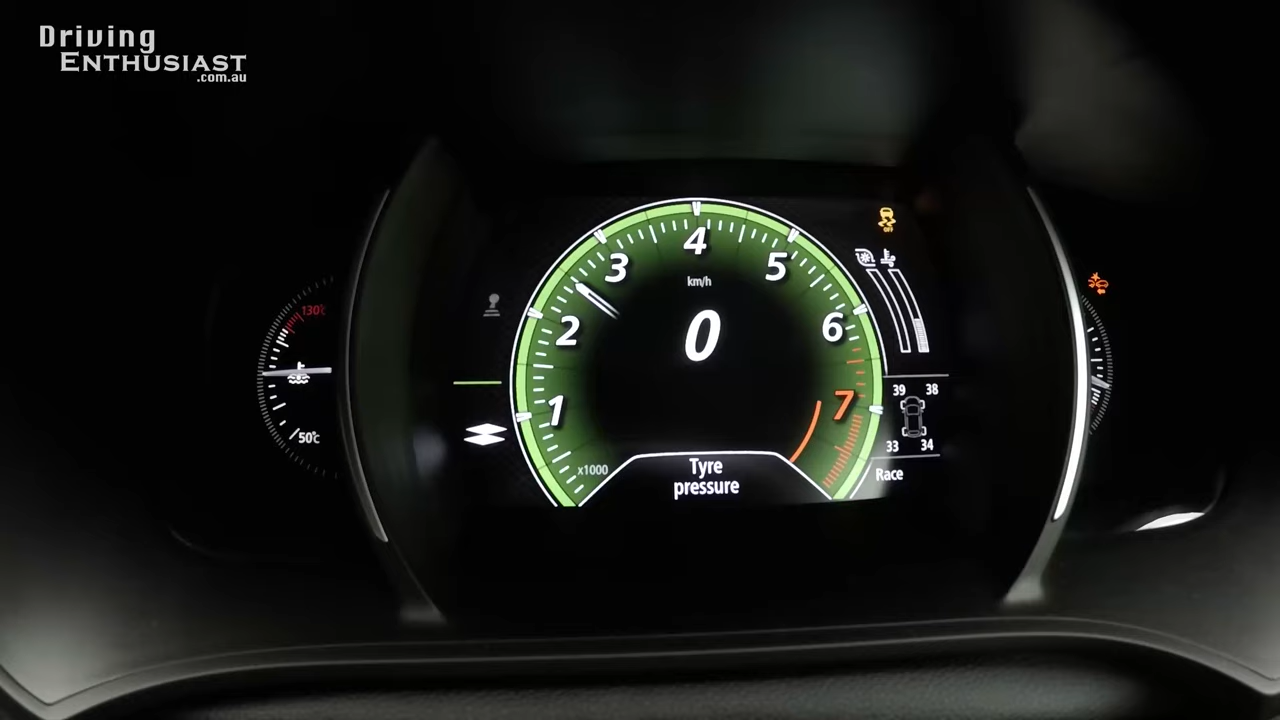 Driving
ENTHUSIAST
.com.au
OFF
130°C
50°C
4
3
5
km/h
2
0
6
1
7
x1000
39 38
33 34
Tyre
pressure
Race